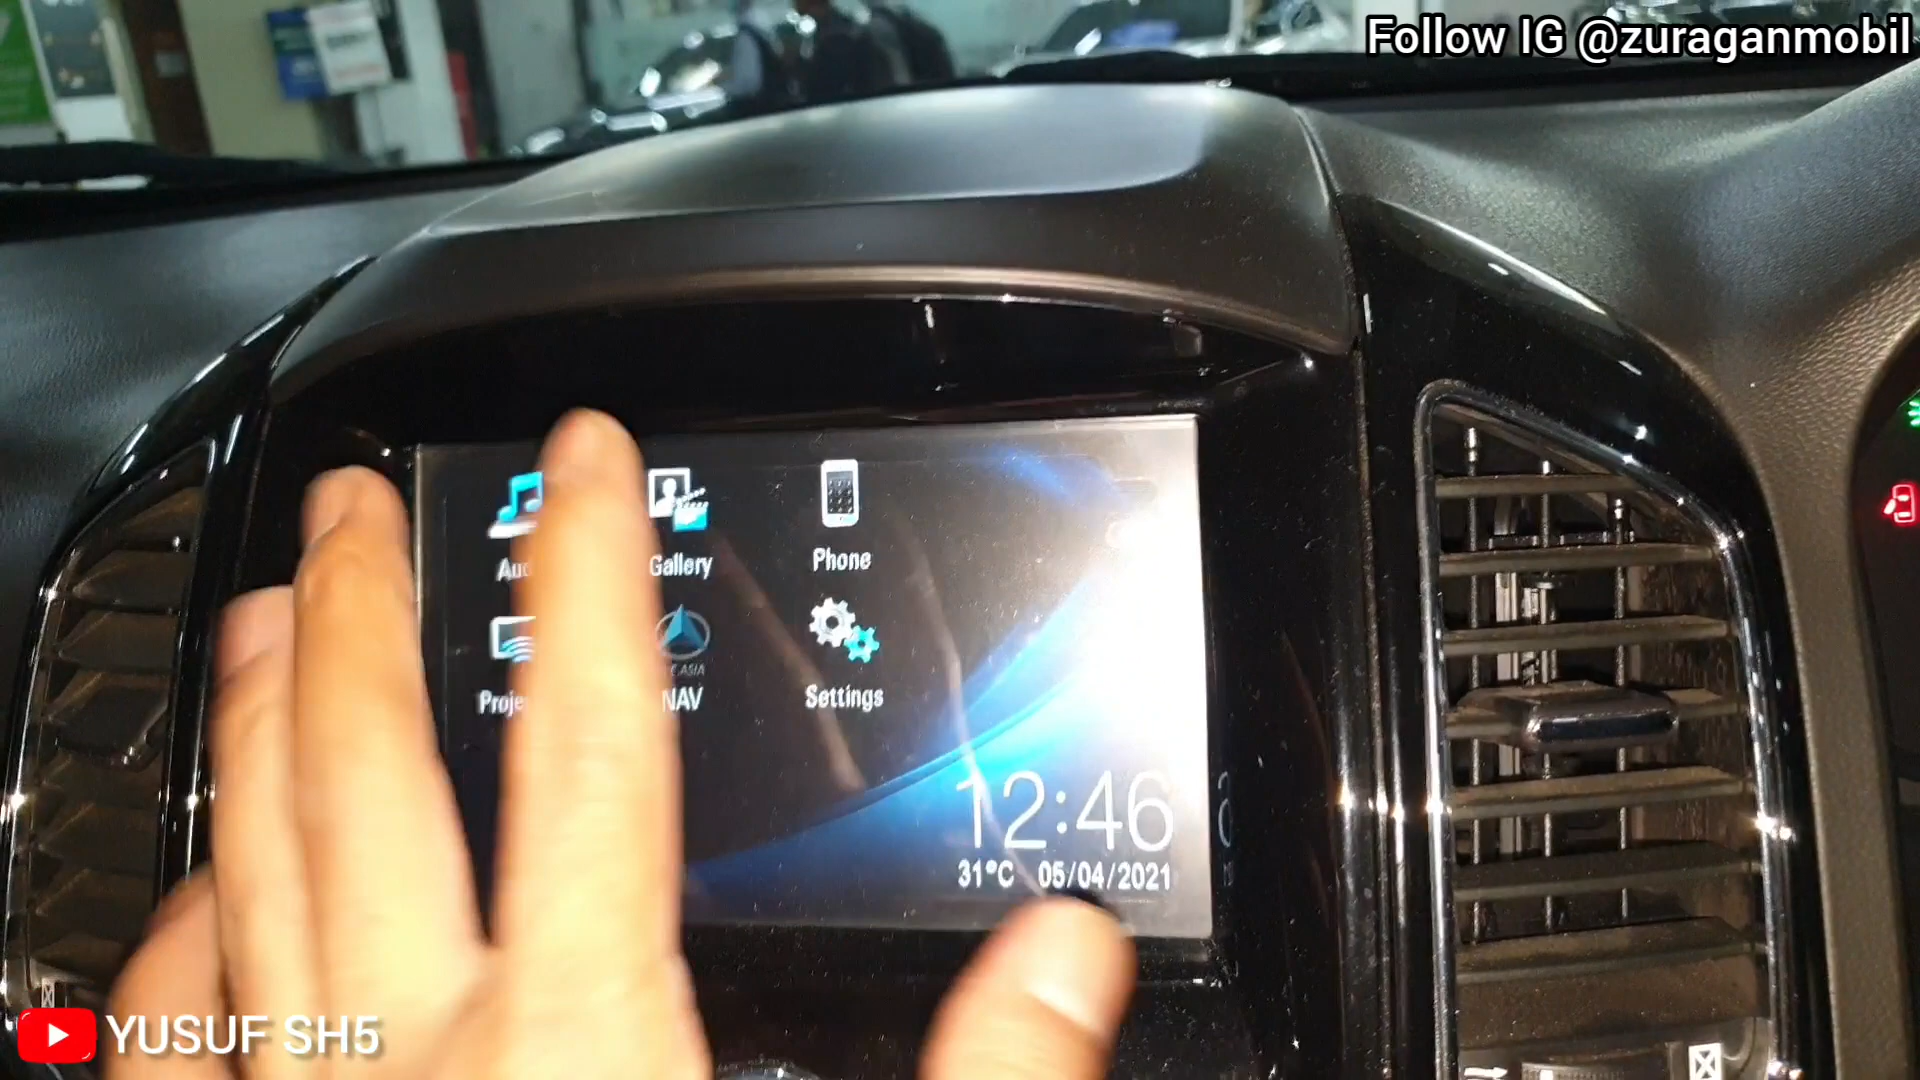 Follow IG @zuraganmobil
Gallery
Phone
NAV
Settings
12:46
31°C 05/04/2021
YUSUF SH5